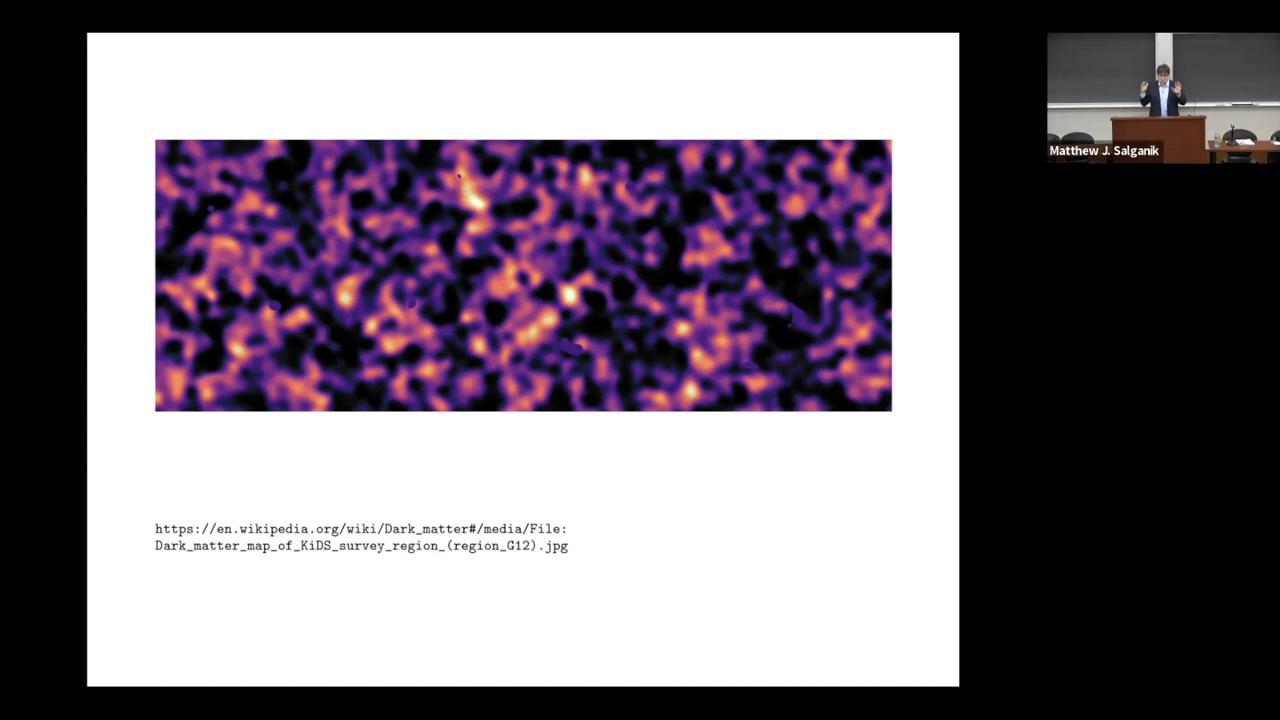 https://en.wikipedia.org/wiki/Dark_matter#/media/File:
Dark_matter_map_of_KiDS_survey_region_(region_G12).jpg
Matthew J. Salganik